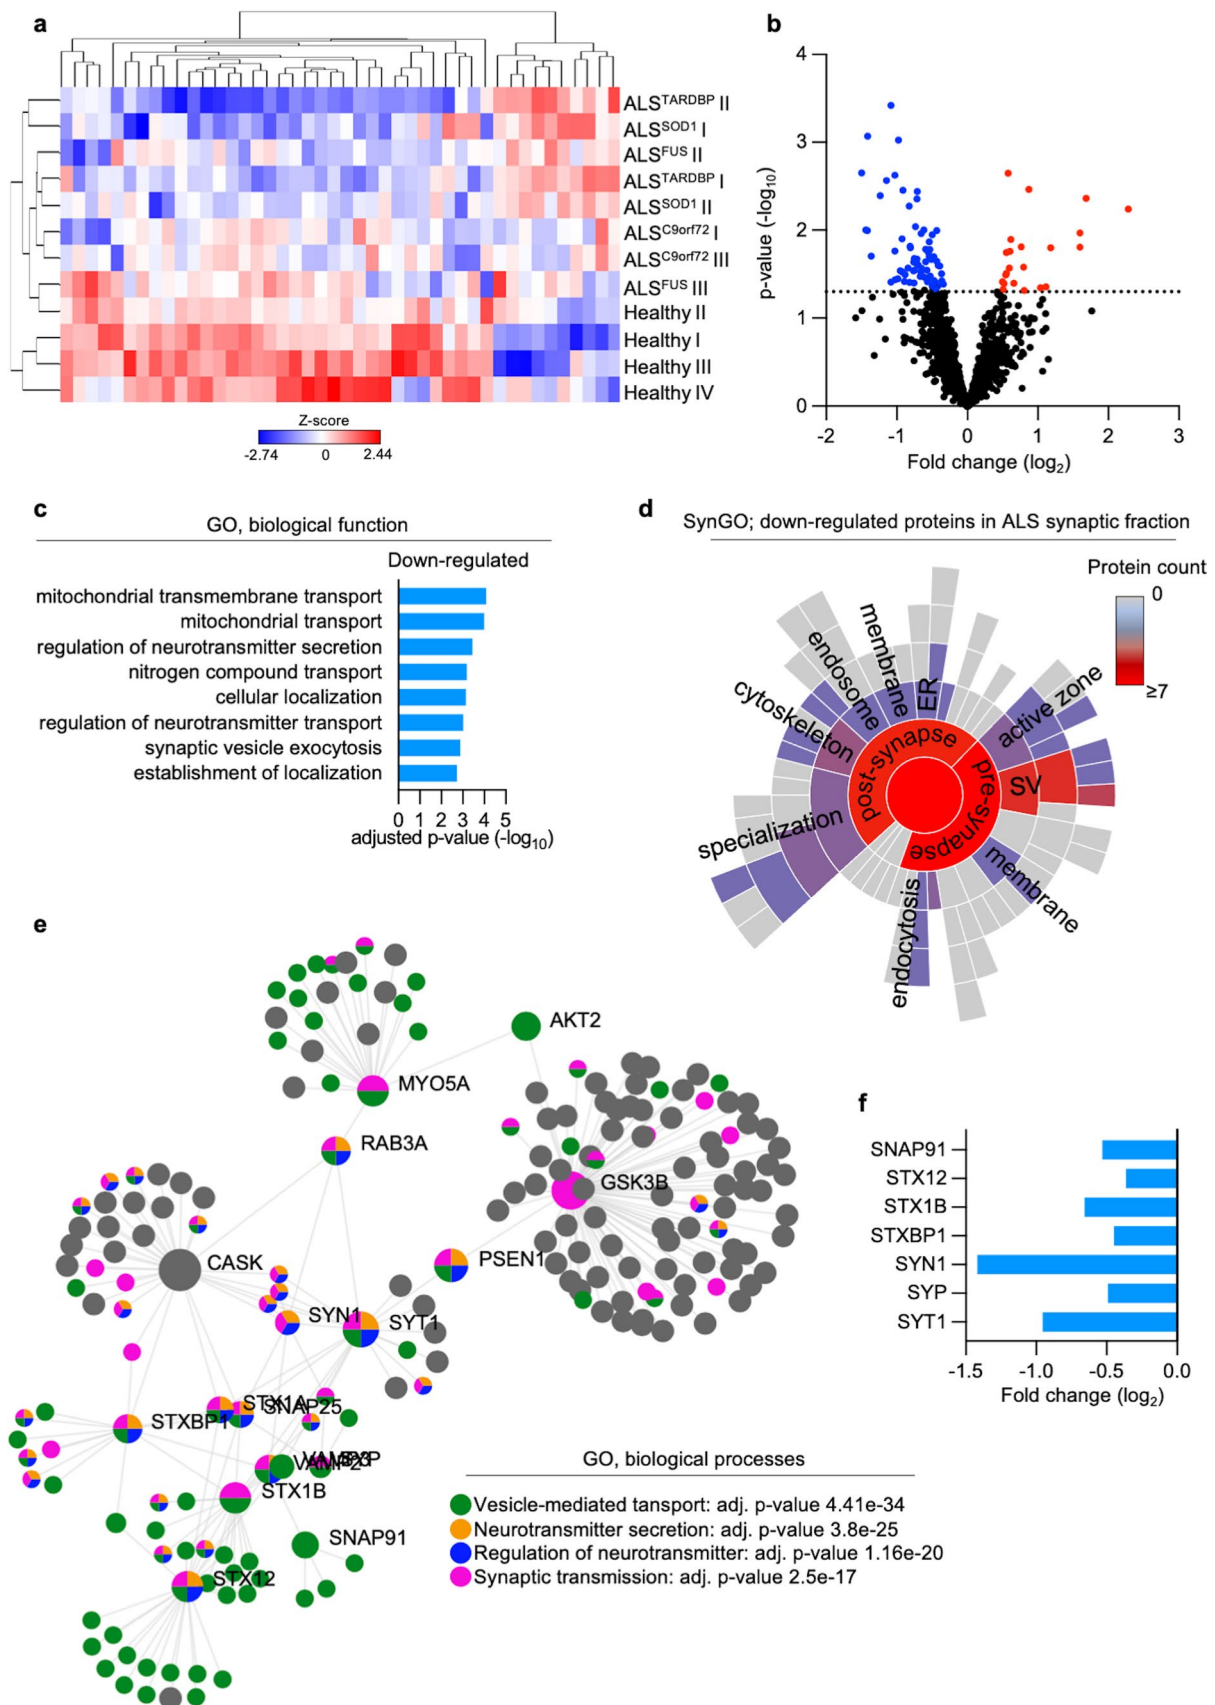 a
ALS^TARDBP II
ALS^SOD1 I
ALS^FUS II
ALS^TARDBP I
ALS^SOD1 II
ALS^C9orf72 I
ALS^C9orf72 III
ALS^FUS III
Healthy II
Healthy I
Healthy III
Healthy IV
Z-score
-2.74 0 2.44
b
4
3
2
1
0
p-value (-log10)
-2 -1 0 1 2 3
Fold change (log2)
c
GO, biological function
Down-regulated
mitochondrial transmembrane transport
mitochondrial transport
regulation of neurotransmitter secretion
nitrogen compound transport
cellular localization
regulation of neurotransmitter transport
synaptic vesicle exocytosis
establishment of localization
0 1 2 3 4 5
adjusted p-value (-log10)
d
SynGO; down-regulated proteins in ALS synaptic fraction
Protein count
0
≥7
membrane
endosome
ER
active zone
cytoskeleton
post-synapse
pre-synapse
SV
specialization
membrane
endocytosis
e
AKT2
MYO5A
RAB3A
GSK3B
CASK
PSEN1
SYN1
SYT1
STX1A
SNAP25
STXBP1
VAMP2
SYP
STX1B
SNAP91
STX12
GO, biological processes
Vesicle-mediated tansport: adj. p-value 4.41e-34
Neurotransmitter secretion: adj. p-value 3.8e-25
Regulation of neurotransmitter: adj. p-value 1.16e-20
Synaptic transmission: adj. p-value 2.5e-17
f
SNAP91
STX12
STX1B
STXBP1
SYN1
SYP
SYT1
-1.5 -1.0 -0.5 0.0
Fold change (log2)